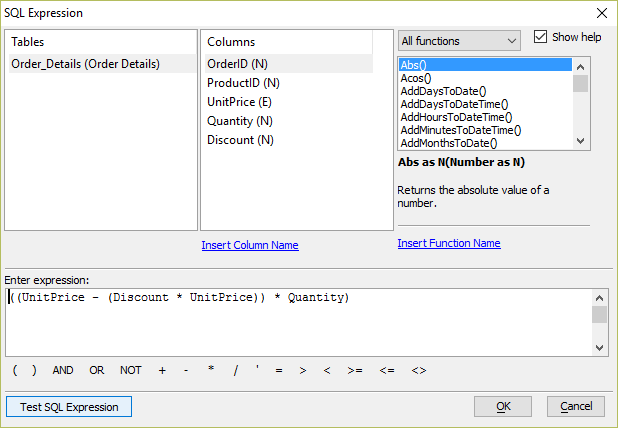 SQL Expression
Tables
Order_Details (Order Details)
Columns
OrderID (N)
ProductID (N)
UnitPrice (E)
Quantity (N)
Discount (N)
Insert Column Name
All functions
Show help
Abs()
Acos()
AddDaysToDate()
AddDaysToDateTime()
AddHoursToDateTime()
AddMinutesToDateTime()
AddMonthsToDate()
Abs as N(Number as N)
Returns the absolute value of a
number.
Insert Function Name
Enter expression:
((UnitPrice - (Discount * UnitPrice)) * Quantity)
( ) AND OR NOT + - * / ' = > < >= <= <>
Test SQL Expression
OK
Cancel